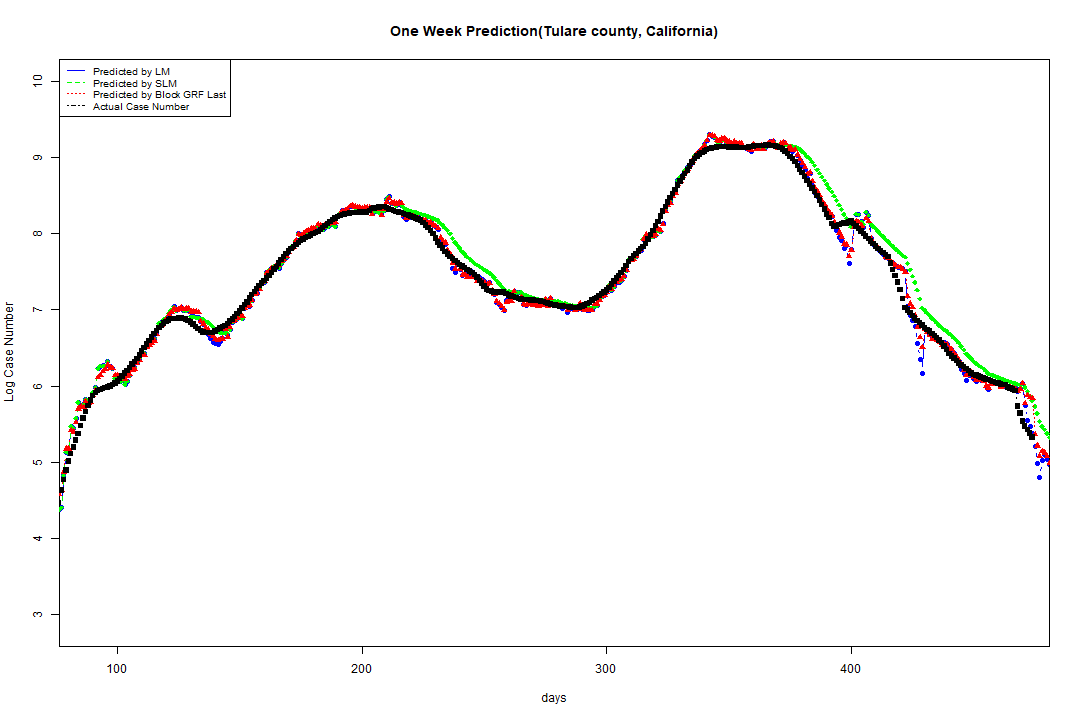 One Week Prediction(Tulare county, California)
Predicted by LM
Predicted by SLM
Predicted by Block GRF Last
Actual Case Number
10
9
8
7
6
5
4
3
Log Case Number
100 200 300 400
days